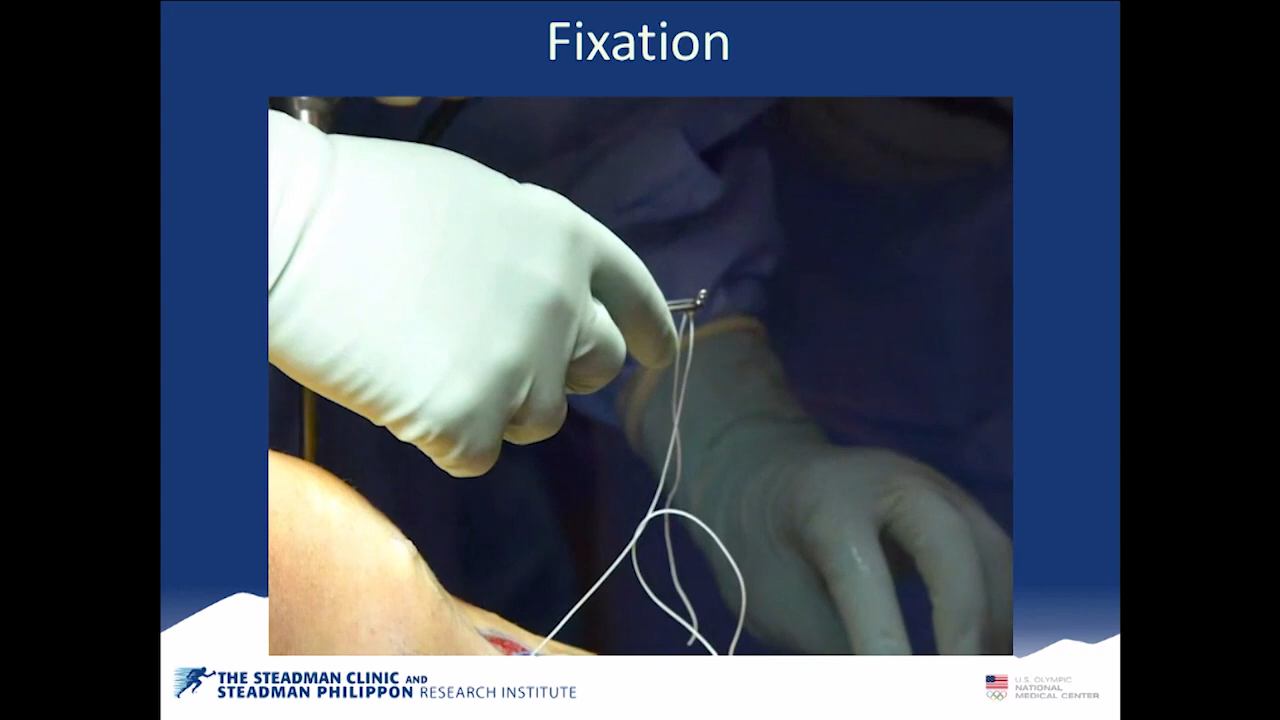 Fixation
THE STEADMAN CLINIC AND
STEADMAN PHILIPPON RESEARCH INSTITUTE
U.S. OLYMPIC
NATIONAL
MEDICAL CENTER